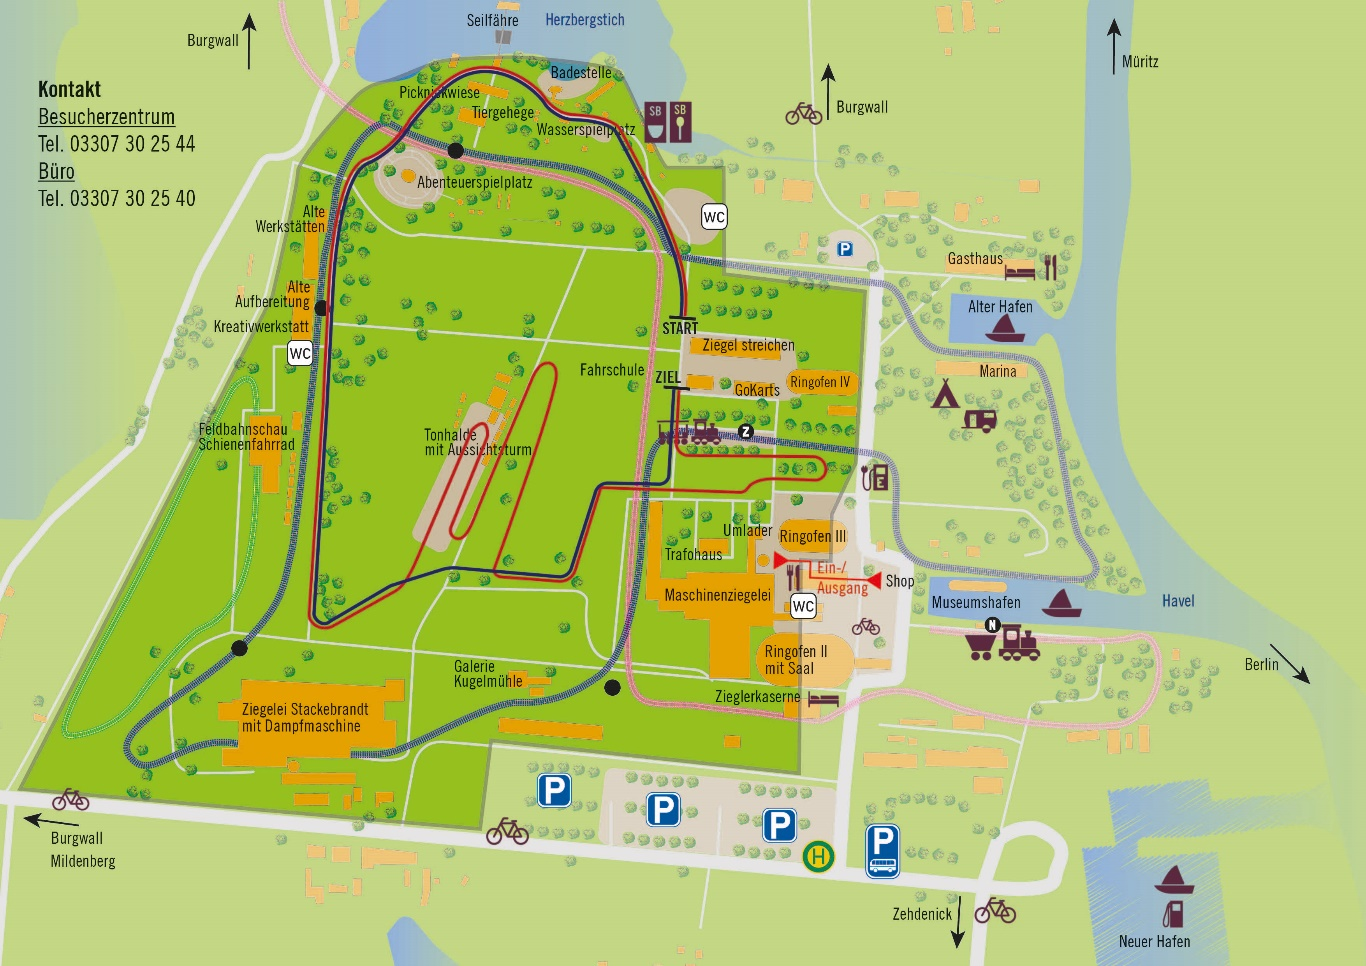 Seilfähre
Herzbergstich
Burgwall
Müritz
Kontakt
Besucherzentrum
Tel. 03307 30 25 44
Büro
Tel. 03307 30 25 40
Badestelle
Picknickwiese
Tiergehege
Wasserspielplatz
SB
SB
Burgwall
Abenteuerspielplatz
WC
Alte
Werkstätten
P
Gasthaus
Alte
Aufbereitung
Alter Hafen
Kreativwerkstatt
START
WC
Ziegel streichen
Fahrschule
ZIEL
Marina
GoKarts
Ringofen IV
Feldbahnschau
Schienenfahrrad
Tonhalde
mit Aussichtsturm
Z
E
Umlader
Ringofen III
Trafohaus
Ein-/
Ausgang
Shop
Maschinenziegelei
WC
Museumshafen
Havel
N
Ringofen II
mit Saal
Berlin
Galerie
Kugelmühle
Zieglerkaserne
Ziegelei Stackebrandt
mit Dampfmaschine
P
P
P
P
H
Burgwall
Mildenberg
Zehdenick
Neuer Hafen